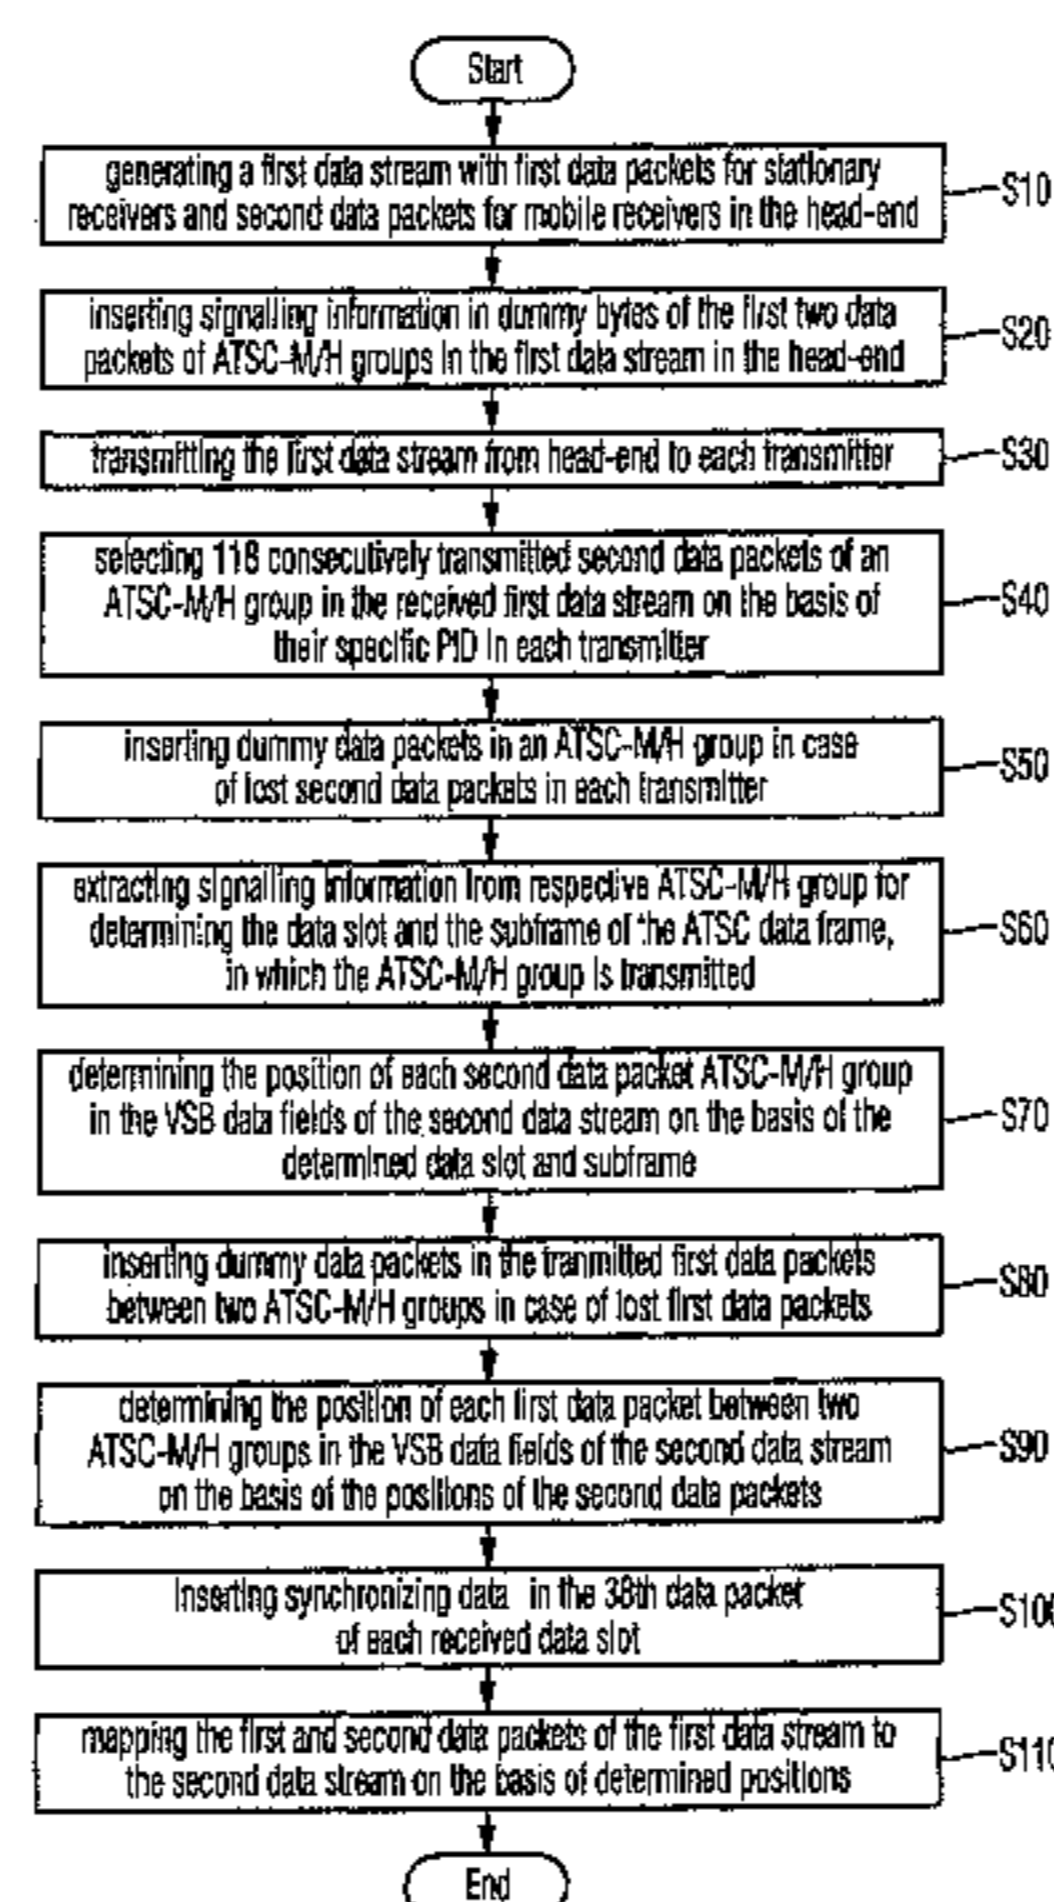 Start
generating a first data stream with first data packets for stationary
receivers and second data packets for mobile receivers in the head-end
S10
inserting signalling information in dummy bytes of the first two data
packets of ATSC-M/H groups in the first data stream in the head-end
S20
transmitting the first data stream from head-end to each transmitter
S30
selecting 118 consecutively transmitted second data packets of an
ATSC-M/H group in the received first data stream on the basis of
their specific PID in each transmitter
S40
inserting dummy data packets in an ATSC-M/H group in case
of lost second data packets in each transmitter
S50
extracting signalling information from respective ATSC-M/H group for
determining the data slot and the subframe of the ATSC data frame,
in which the ATSC-M/H group is transmitted
S60
determining the position of each second data packet ATSC-M/H group
in the VSB data fields of the second data stream on the basis of the
determined data slot and subframe
S70
inserting dummy data packets in the tranmitted first data packets
between two ATSC-M/H groups in case of lost first data packets
S80
determining the position of each first data packet between two
ATSC-M/H groups in the VSB data fields of the second data stream
on the basis of the positions of the second data packets
S90
inserting synchronizing data in the 38th data packet
of each received data slot
S100
mapping the first and second data packets of the first data stream to
the second data stream on the basis of determined positions
S110
End